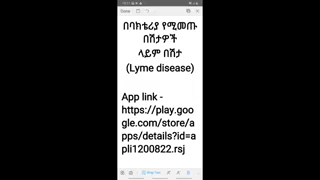 በባክቴሪያ የሚመጡ
በሽታዎች
ላይም በሽታ
(Lyme disease)
App link -
https://play.goo
gle.com/store/a
pps/details?id=a
pli1200822.rsj